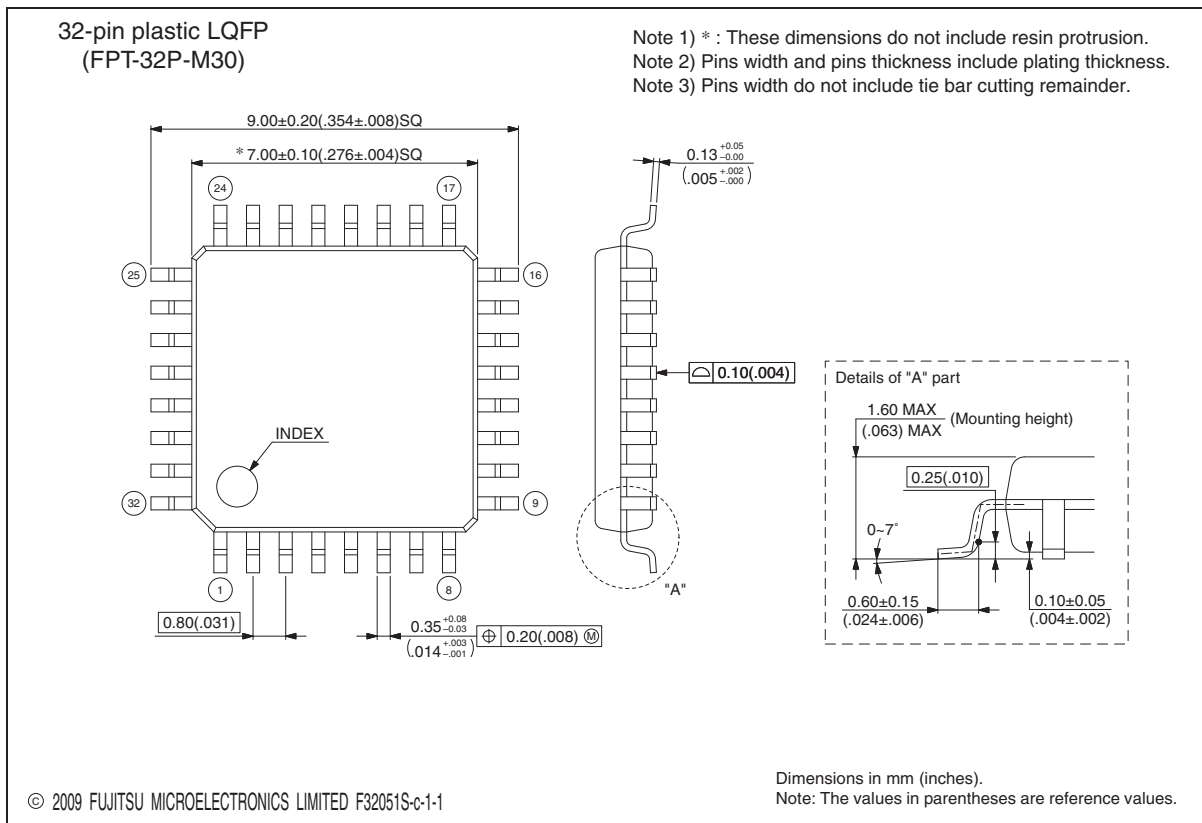 32-pin plastic LQFP
(FPT-32P-M30)
Note 1) * : These dimensions do not include resin protrusion.
Note 2) Pins width and pins thickness include plating thickness.
Note 3) Pins width do not include tie bar cutting remainder.
9.00±0.20(.354±.008)SQ
*7.00±0.10(.276±.004)SQ
0.13 +0.05 -0.00
(.005 +.002 -.000)
24
17
25
16
0.10(.004)
INDEX
32
9
1
8
"A"
0.80(.031)
0.35 +0.08 -0.03
(.014 +.003 -.001)
⌖ 0.20(.008) Ⓜ
Details of "A" part
1.60 MAX
(.063) MAX
(Mounting height)
0.25(.010)
0~7°
0.60±0.15
(.024±.006)
0.10±0.05
(.004±.002)
© 2009 FUJITSU MICROELECTRONICS LIMITED F32051S-c-1-1
Dimensions in mm (inches).
Note: The values in parentheses are reference values.